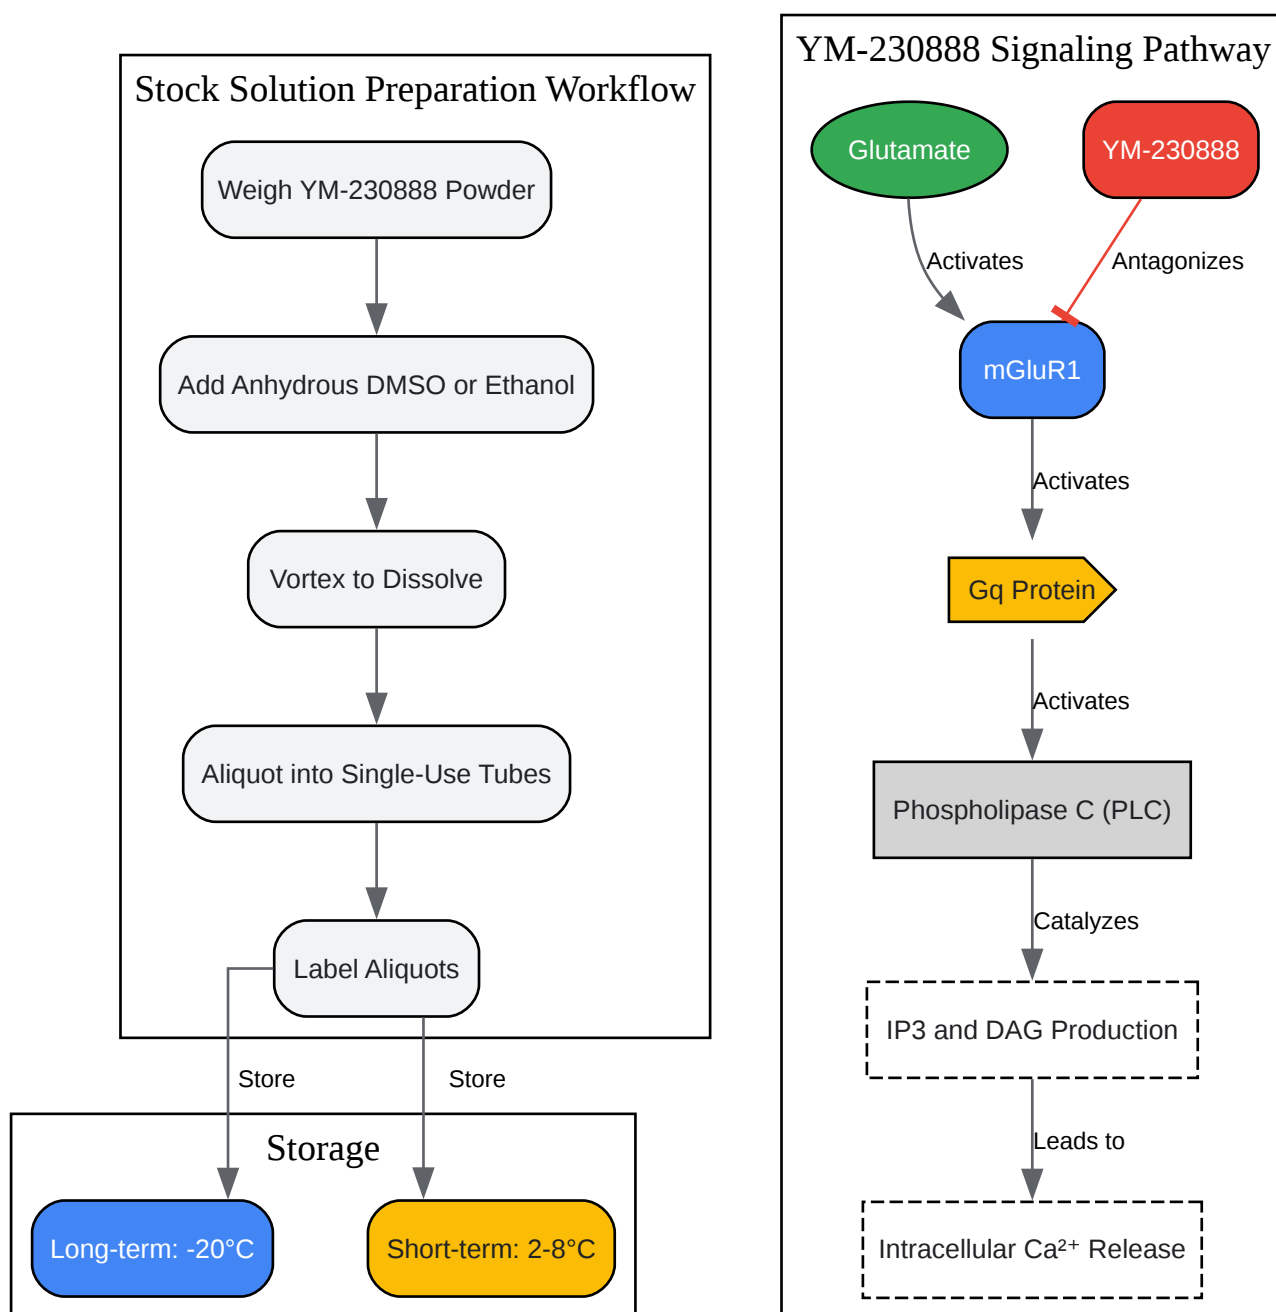 Stock Solution Preparation Workflow
Weigh YM-230888 Powder
Add Anhydrous DMSO or Ethanol
Vortex to Dissolve
Aliquot into Single-Use Tubes
Label Aliquots
Store
Store
Storage
Long-term: -20°C
Short-term: 2-8°C
YM-230888 Signaling Pathway
Glutamate
YM-230888
Activates
Antagonizes
mGluR1
Activates
Gq Protein
Activates
Phospholipase C (PLC)
Catalyzes
IP3 and DAG Production
Leads to
Intracellular Ca²⁺ Release